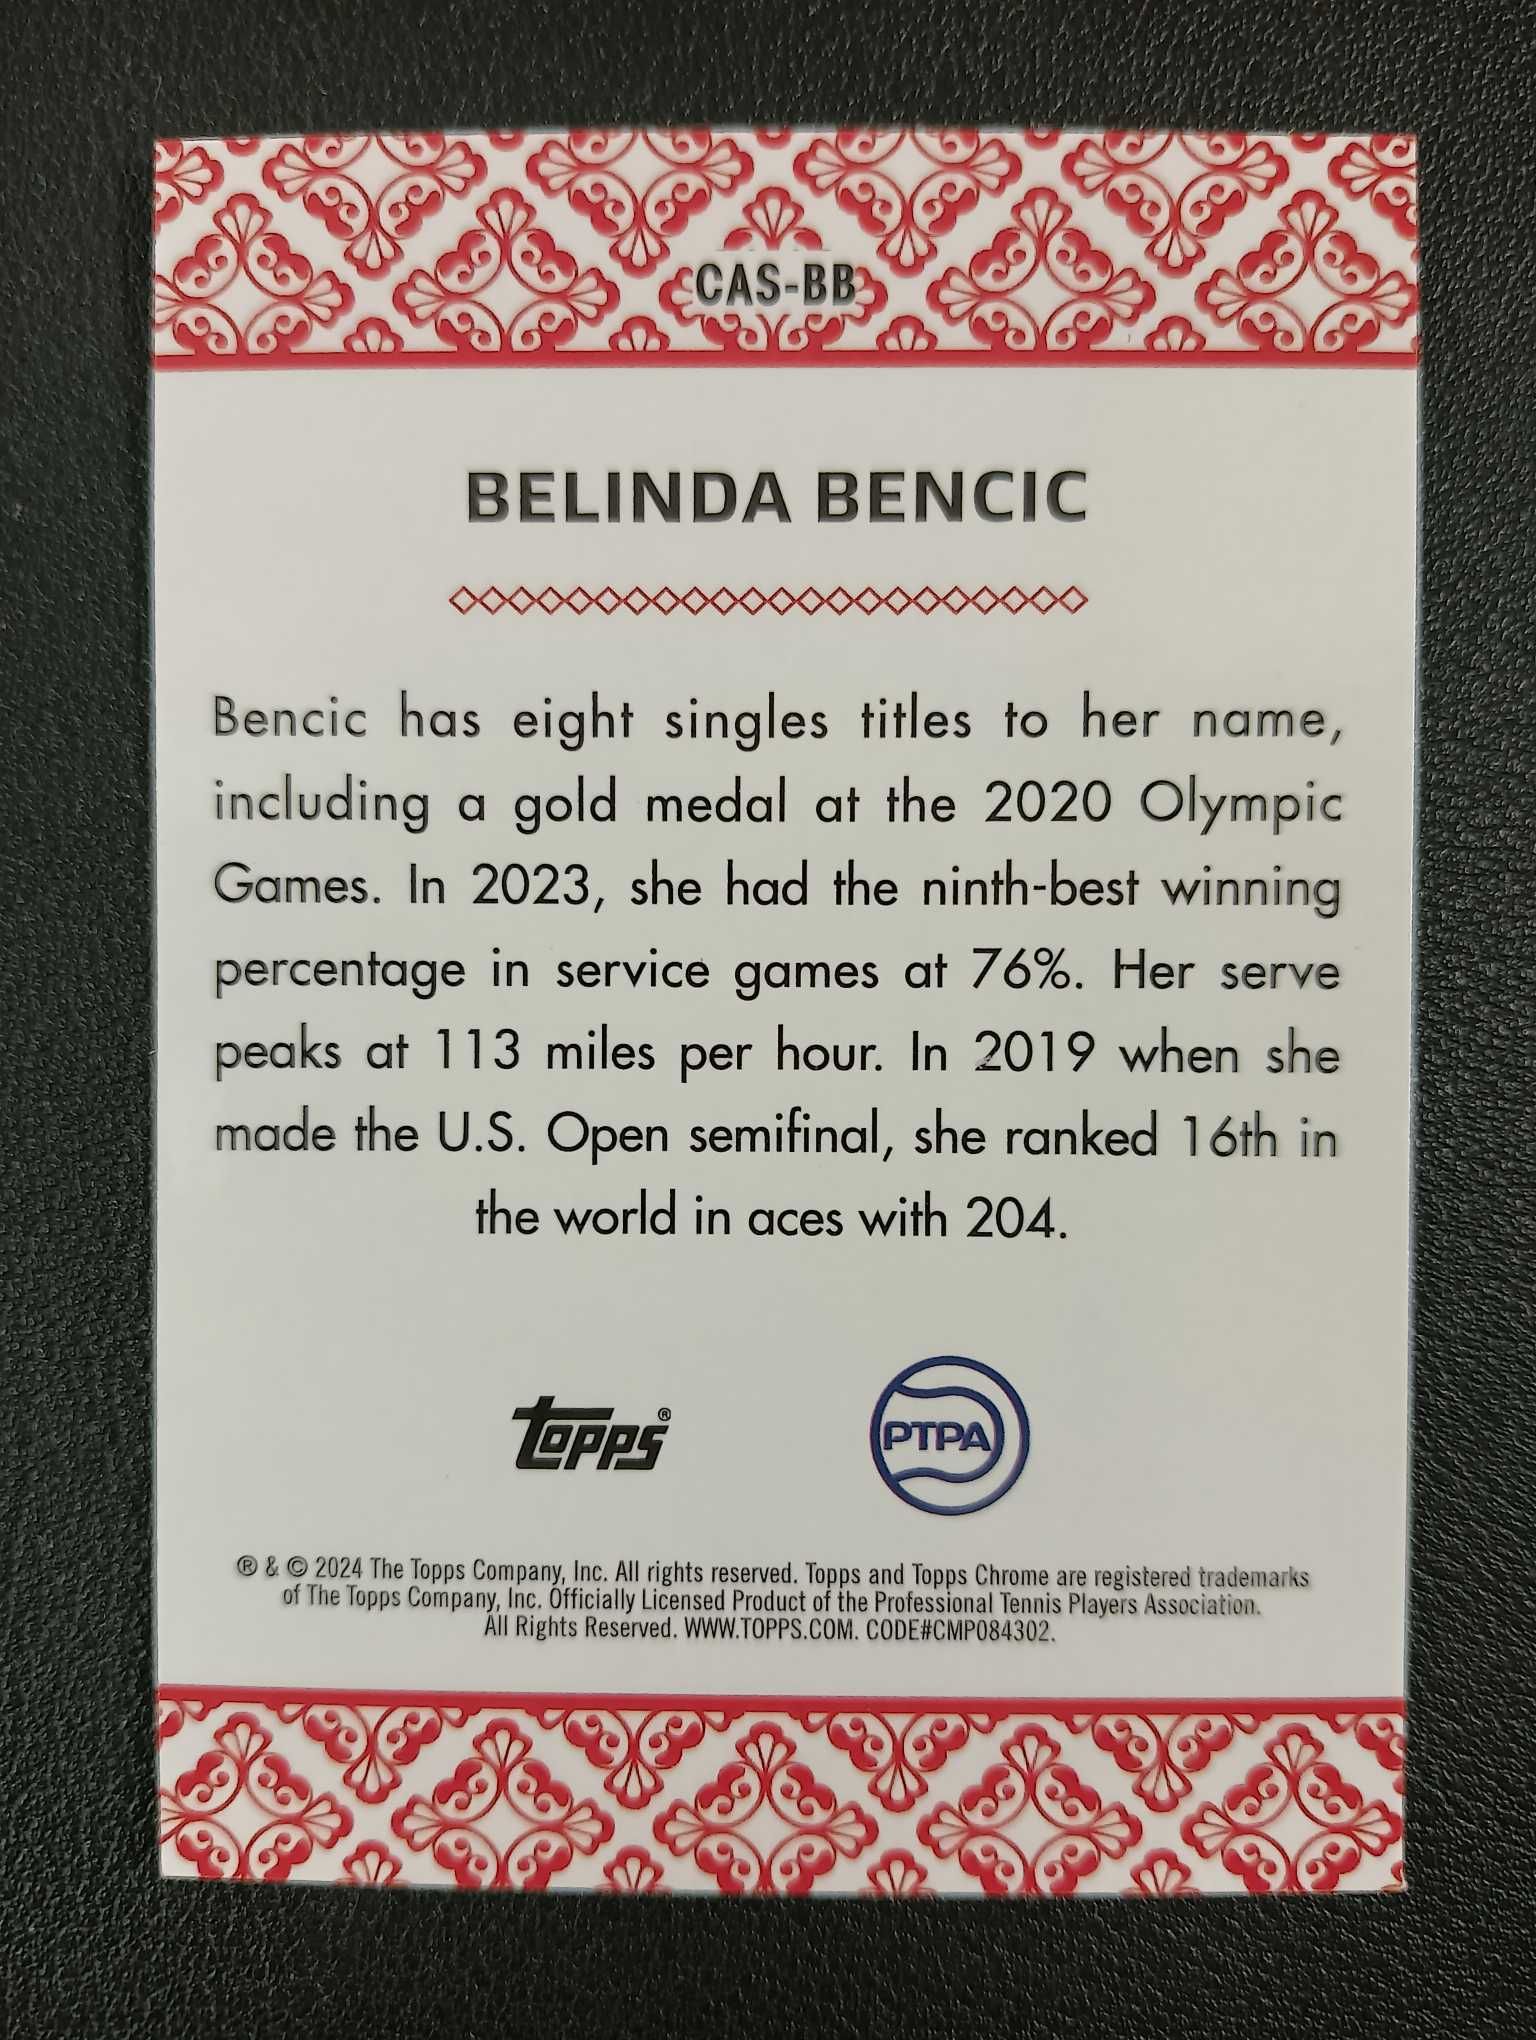 CAS-BB
BELINDA BENCIC
Bencic has eight singles titles to her name,
including a gold medal at the 2020 Olympic
Games. In 2023, she had the ninth-best winning
percentage in service games at 76%. Her serve
peaks at 113 miles per hour. In 2019 when she
made the U.S. Open semifinal, she ranked 16th in
the world in aces with 204.
topps®
PTPA
® & © 2024 The Topps Company, Inc. All rights reserved. Topps and Topps Chrome are registered trademarks
of The Topps Company, Inc. Officially Licensed Product of the Professional Tennis Players Association.
All Rights Reserved. WWW.TOPPS.COM. CODE#CMP084302.